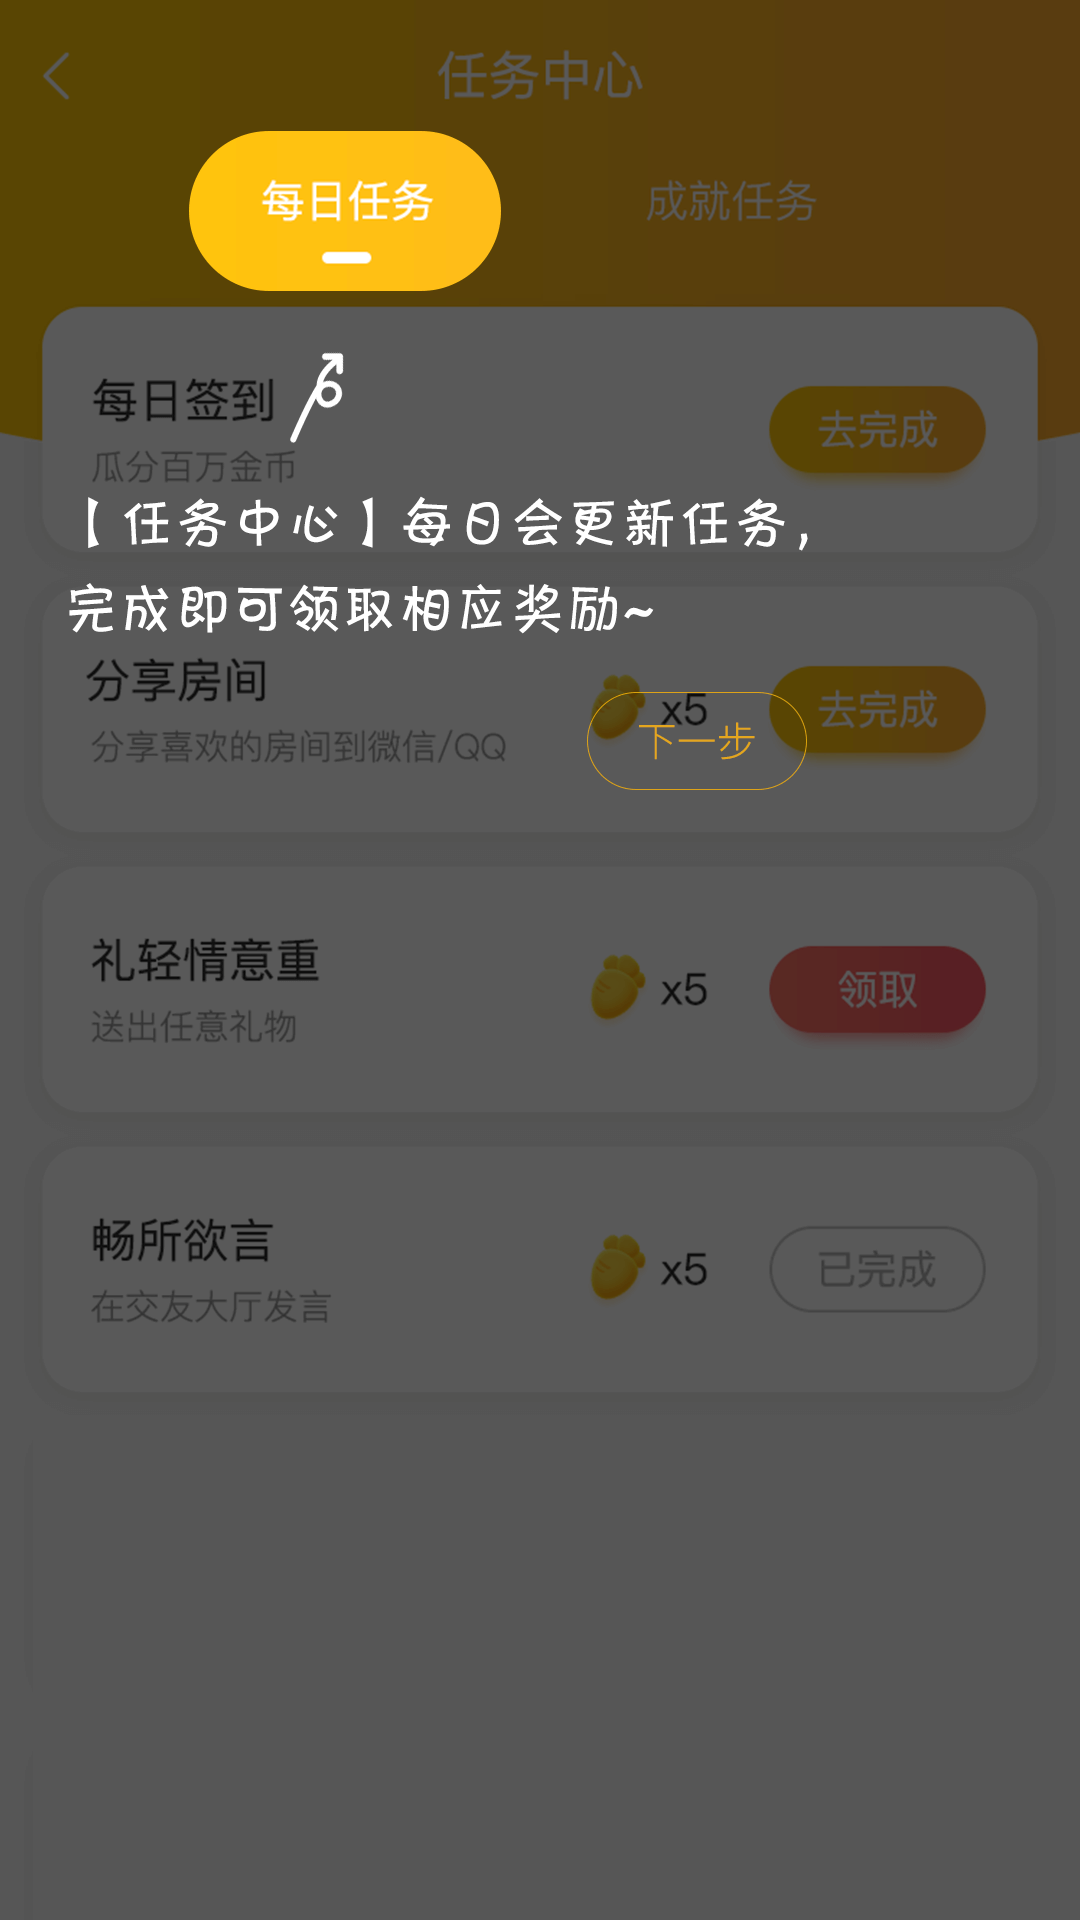 任务中心
每日任务
成就任务
每日签到
去完成
瓜分百万金币
【任务中心】每日会更新任务,
完成即可领取相应奖励~
分享房间
x5
去完成
分享喜欢的房间到微信/QQ
下一步
礼轻情意重
x5
领取
送出任意礼物
畅所欲言
x5
已完成
在交友大厅发言